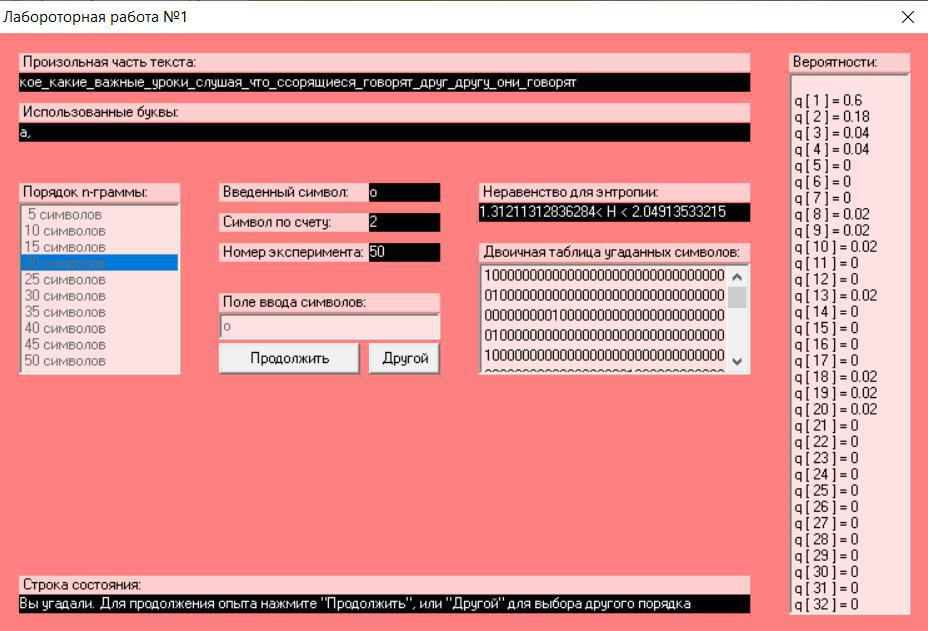 Лабороторная работа №1
Произольная часть текста:
кое_какие_важные_уроки_слушая_что_ссорящиеся_говорят_друг_другу_они_говорят
Использованные буквы:
а,
Порядок n-граммы:
5 символов
10 символов
15 символов
20 символов
25 символов
30 символов
35 символов
40 символов
45 символов
50 символов
Введенный символ: о
Символ по счету: 2
Номер эксперимента: 50
Поле ввода символов:
о
Продолжить
Другой
Неравенство для энтропии:
1.31211312836284< H < 2.04913533215
Двоичная таблица угаданных символов:
10000000000000000000000000000000
01000000000000000000000000000000
00000000010000000000000000000000
01000000000000000000000000000000
10000000000000000000000000000000
Вероятности:
q [ 1 ] = 0.6
q [ 2 ] = 0.18
q [ 3 ] = 0.04
q [ 4 ] = 0.04
q [ 5 ] = 0
q [ 6 ] = 0
q [ 7 ] = 0
q [ 8 ] = 0.02
q [ 9 ] = 0.02
q [ 10 ] = 0.02
q [ 11 ] = 0
q [ 12 ] = 0
q [ 13 ] = 0.02
q [ 14 ] = 0
q [ 15 ] = 0
q [ 16 ] = 0
q [ 17 ] = 0
q [ 18 ] = 0.02
q [ 19 ] = 0.02
q [ 20 ] = 0.02
q [ 21 ] = 0
q [ 22 ] = 0
q [ 23 ] = 0
q [ 24 ] = 0
q [ 25 ] = 0
q [ 26 ] = 0
q [ 27 ] = 0
q [ 28 ] = 0
q [ 29 ] = 0
q [ 30 ] = 0
q [ 31 ] = 0
q [ 32 ] = 0
Строка состояния:
Вы угадали. Для продолжения опыта нажмите "Продолжить", или "Другой" для выбора другого порядка